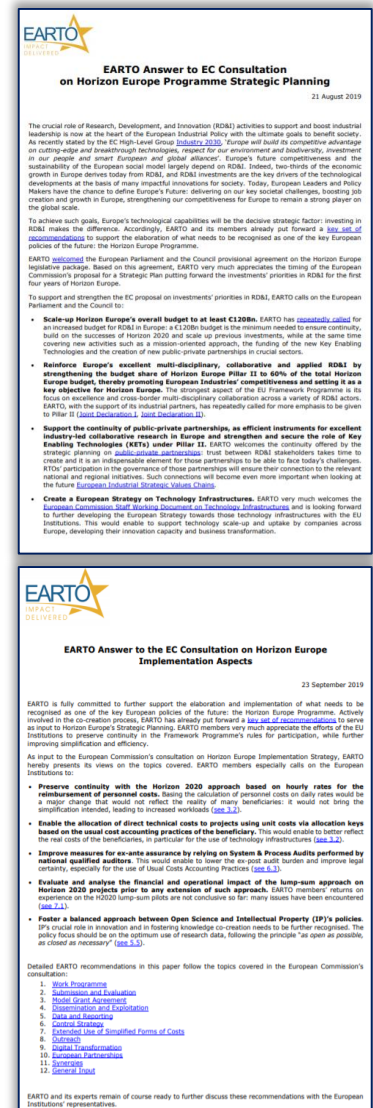 EARTO
IMPACT
DELIVERED
EARTO Answer to EC Consultation
on Horizon Europe Programme Strategic Planning
21 August 2019
The crucial role of Research, Development, and Innovation (RD&I) activities to support and boost industrial
leadership is now at the heart of the European Industrial Policy with the ultimate goals to benefit society.
As recently stated by the EC High-Level Group Industry 2030, 'Europe will build its competitive advantage
on cutting-edge and breakthrough technologies, respect for our environment and biodiversity, investment
in our people and smart European and global alliances'. Europe's future competitiveness and the
sustainability of the European social model largely depend on RD&I. Indeed, two-thirds of the economic
growth in Europe derives today from RD&I, and RD&I investments are the key drivers of the technological
developments at the basis of many impactful innovations for society. Today, European Leaders and Policy
Makers have the chance to define Europe's Future: delivering on our key societal challenges, boosting job
creation and growth in Europe, strengthening our competitiveness for Europe to remain a strong player on
the global scale.
To achieve such goals, Europe's technological capabilities will be the decisive strategic factor: investing in
RD&I makes the difference. Accordingly, EARTO and its members already put forward a key set of
recommendations to support the elaboration of what needs to be recognised as one of the key European
policies of the future: the Horizon Europe Programme.
EARTO welcomed the European Parliament and the Council provisional agreement on the Horizon Europe
legislative package. Based on this agreement, EARTO very much appreciates the timing of the European
Commission's proposal for a Strategic Plan putting forward the investments' priorities in RD&I for the first
four years of Horizon Europe.
To support and strengthen the EC proposal on investments' priorities in RD&I, EARTO calls on the European
Parliament and the Council to:
• Scale-up Horizon Europe's overall budget to at least €120Bn. EARTO has repeatedly called for
an increased budget for RD&I in Europe: a €120Bn budget is the minimum needed to ensure continuity,
build on the successes of Horizon 2020 and scale up previous investments, while at the same time
covering new activities such as a mission-oriented approach, the funding of the new Key Enabling
Technologies and the creation of new public-private partnerships in crucial sectors.
• Reinforce Europe's excellent multi-disciplinary, collaborative and applied RD&I by
strengthening the budget share of Horizon Europe Pillar II to 60% of the total Horizon
Europe budget, thereby promoting European Industries' competitiveness and setting it as a
key objective for Horizon Europe. The strongest aspect of the EU Framework Programme is its
focus on excellence and cross-border multi-disciplinary collaboration across a variety of RD&I actors.
EARTO, with the support of its industrial partners, has repeatedly called for more emphasis to be given
to Pillar II (Joint Declaration I, Joint Declaration II).
• Support the continuity of public-private partnerships, as efficient instruments for excellent
industry-led collaborative research in Europe and strengthen and secure the role of Key
Enabling Technologies (KETs) under Pillar II. EARTO welcomes the continuity offered by the
strategic planning on public-private partnerships: trust between RD&I stakeholders takes time to
create and it is an indispensable element for those partnerships to be able to face today's challenges.
RTOs' participation in the governance of those partnerships will ensure their connection to the relevant
national and regional initiatives. Such connections will become even more important when looking at
the future European Industrial Strategic Values Chains.
• Create a European Strategy on Technology Infrastructures. EARTO very much welcomes the
European Commission Staff Working Document on Technology Infrastructures and is looking forward
to further developing the European Strategy towards those technology infrastructures with the EU
Institutions. This would enable to support technology scale-up and uptake by companies across
Europe, developing their innovation capacity and business transformation.
EARTO
IMPACT
DELIVERED
EARTO Answer to the EC Consultation on Horizon Europe
Implementation Aspects
23 September 2019
EARTO is fully committed to further support the elaboration and implementation of what needs to be
recognised as one of the key European policies of the future: the Horizon Europe Programme. Actively
involved in the co-creation process, EARTO has already put forward a key set of recommendations to serve
as input to Horizon Europe's Strategic Planning. EARTO members very much appreciate the efforts of the EU
Institutions to preserve continuity in the Framework Programme's rules for participation, while further
improving simplification and efficiency.
As input to the European Commission's consultation on Horizon Europe Implementation Strategy, EARTO
hereby presents its views on the topics covered. EARTO members especially calls on the European
Institutions to:
• Preserve continuity with the Horizon 2020 approach based on hourly rates for the
reimbursement of personnel costs. Basing the calculation of personnel costs on daily rates would be
a major change that would not reflect the reality of many beneficiaries: it would not bring the
simplification intended, leading to increased workloads (see 3.2).
• Enable the allocation of direct technical costs to projects using unit costs via allocation keys
based on the usual cost accounting practices of the beneficiary. This would enable to better reflect
the real costs of the beneficiaries, in particular for the use of technology infrastructures (see 3.2).
• Improve measures for ex-ante assurance by relying on System & Process Audits performed by
national qualified auditors. This would enable to lower the ex-post audit burden and improve legal
certainty, especially for the use of Usual Costs Accounting Practices (see 6.3).
• Evaluate and analyse the financial and operational impact of the lump-sum approach on
Horizon 2020 projects prior to any extension of such approach. EARTO members' returns on
experience on the H2020 lump-sum pilots are not conclusive so far: many issues have been encountered
(see 7.1).
• Foster a balanced approach between Open Science and Intellectual Property (IP)'s policies.
IP's crucial role in innovation and in fostering knowledge co-creation needs to be further recognised. The
policy focus should be on the optimum use of research data, following the principle "as open as possible,
as closed as necessary" (see 5.5).
Detailed EARTO recommendations in this paper follow the topics covered in the European Commission's
consultation:
1. Work Programme
2. Submission and Evaluation
3. Model Grant Agreement
4. Dissemination and Exploitation
5. Data and Reporting
6. Control Strategy
7. Extended Use of Simplified Forms of Costs
8. Outreach
9. Digital Transformation
10. European Partnerships
11. Synergies
12. General Input
EARTO and its experts remain of course ready to further discuss these recommendations with the European
Institutions' representatives.